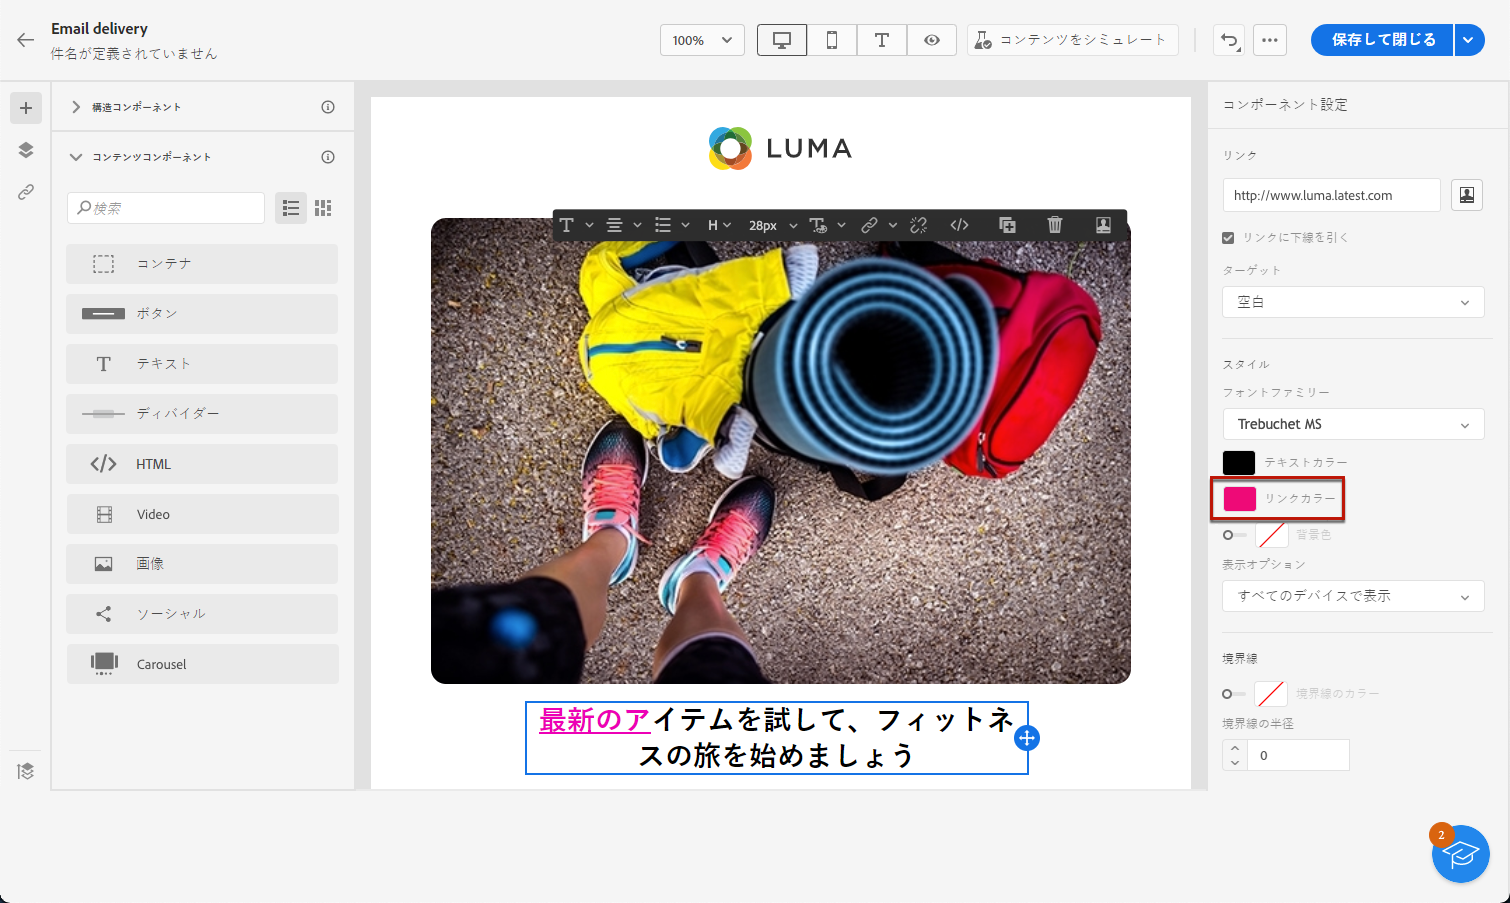 Email delivery
件名が定義されていません
100%
コンテンツをシミュレート
保存して閉じる
構造コンポーネント
コンテンツコンポーネント
検索
コンテナ
ボタン
テキスト
ディバイダー
HTML
Video
画像
ソーシャル
Carousel
LUMA
H
28px
最新のアイテムを試して、フィットネ
スの旅を始めましょう
コンポーネント設定
リンク
http://www.luma.latest.com
リンクに下線を引く
ターゲット
空白
スタイル
フォントファミリー
Trebuchet MS
テキストカラー
リンクカラー
背景色
表示オプション
すべてのデバイスで表示
境界線
境界線のカラー
境界線の半径
0
2